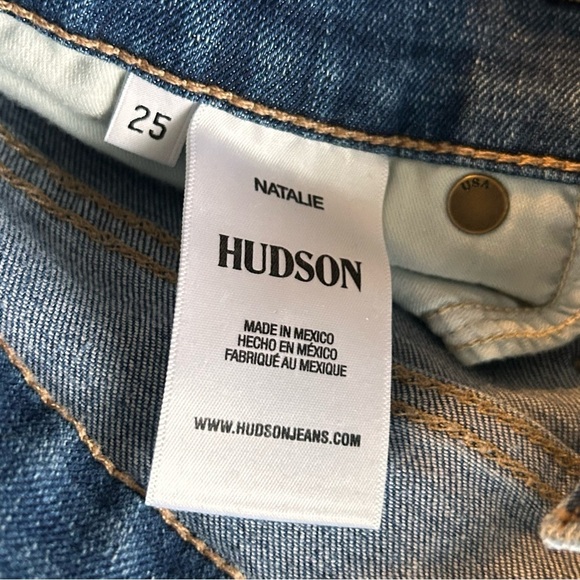 25
NATALIE
USA
HUDSON
MADE IN MEXICO
HECHO EN MÉXICO
FABRIQUÉ AU MEXIQUE
WWW.HUDSONJEANS.COM